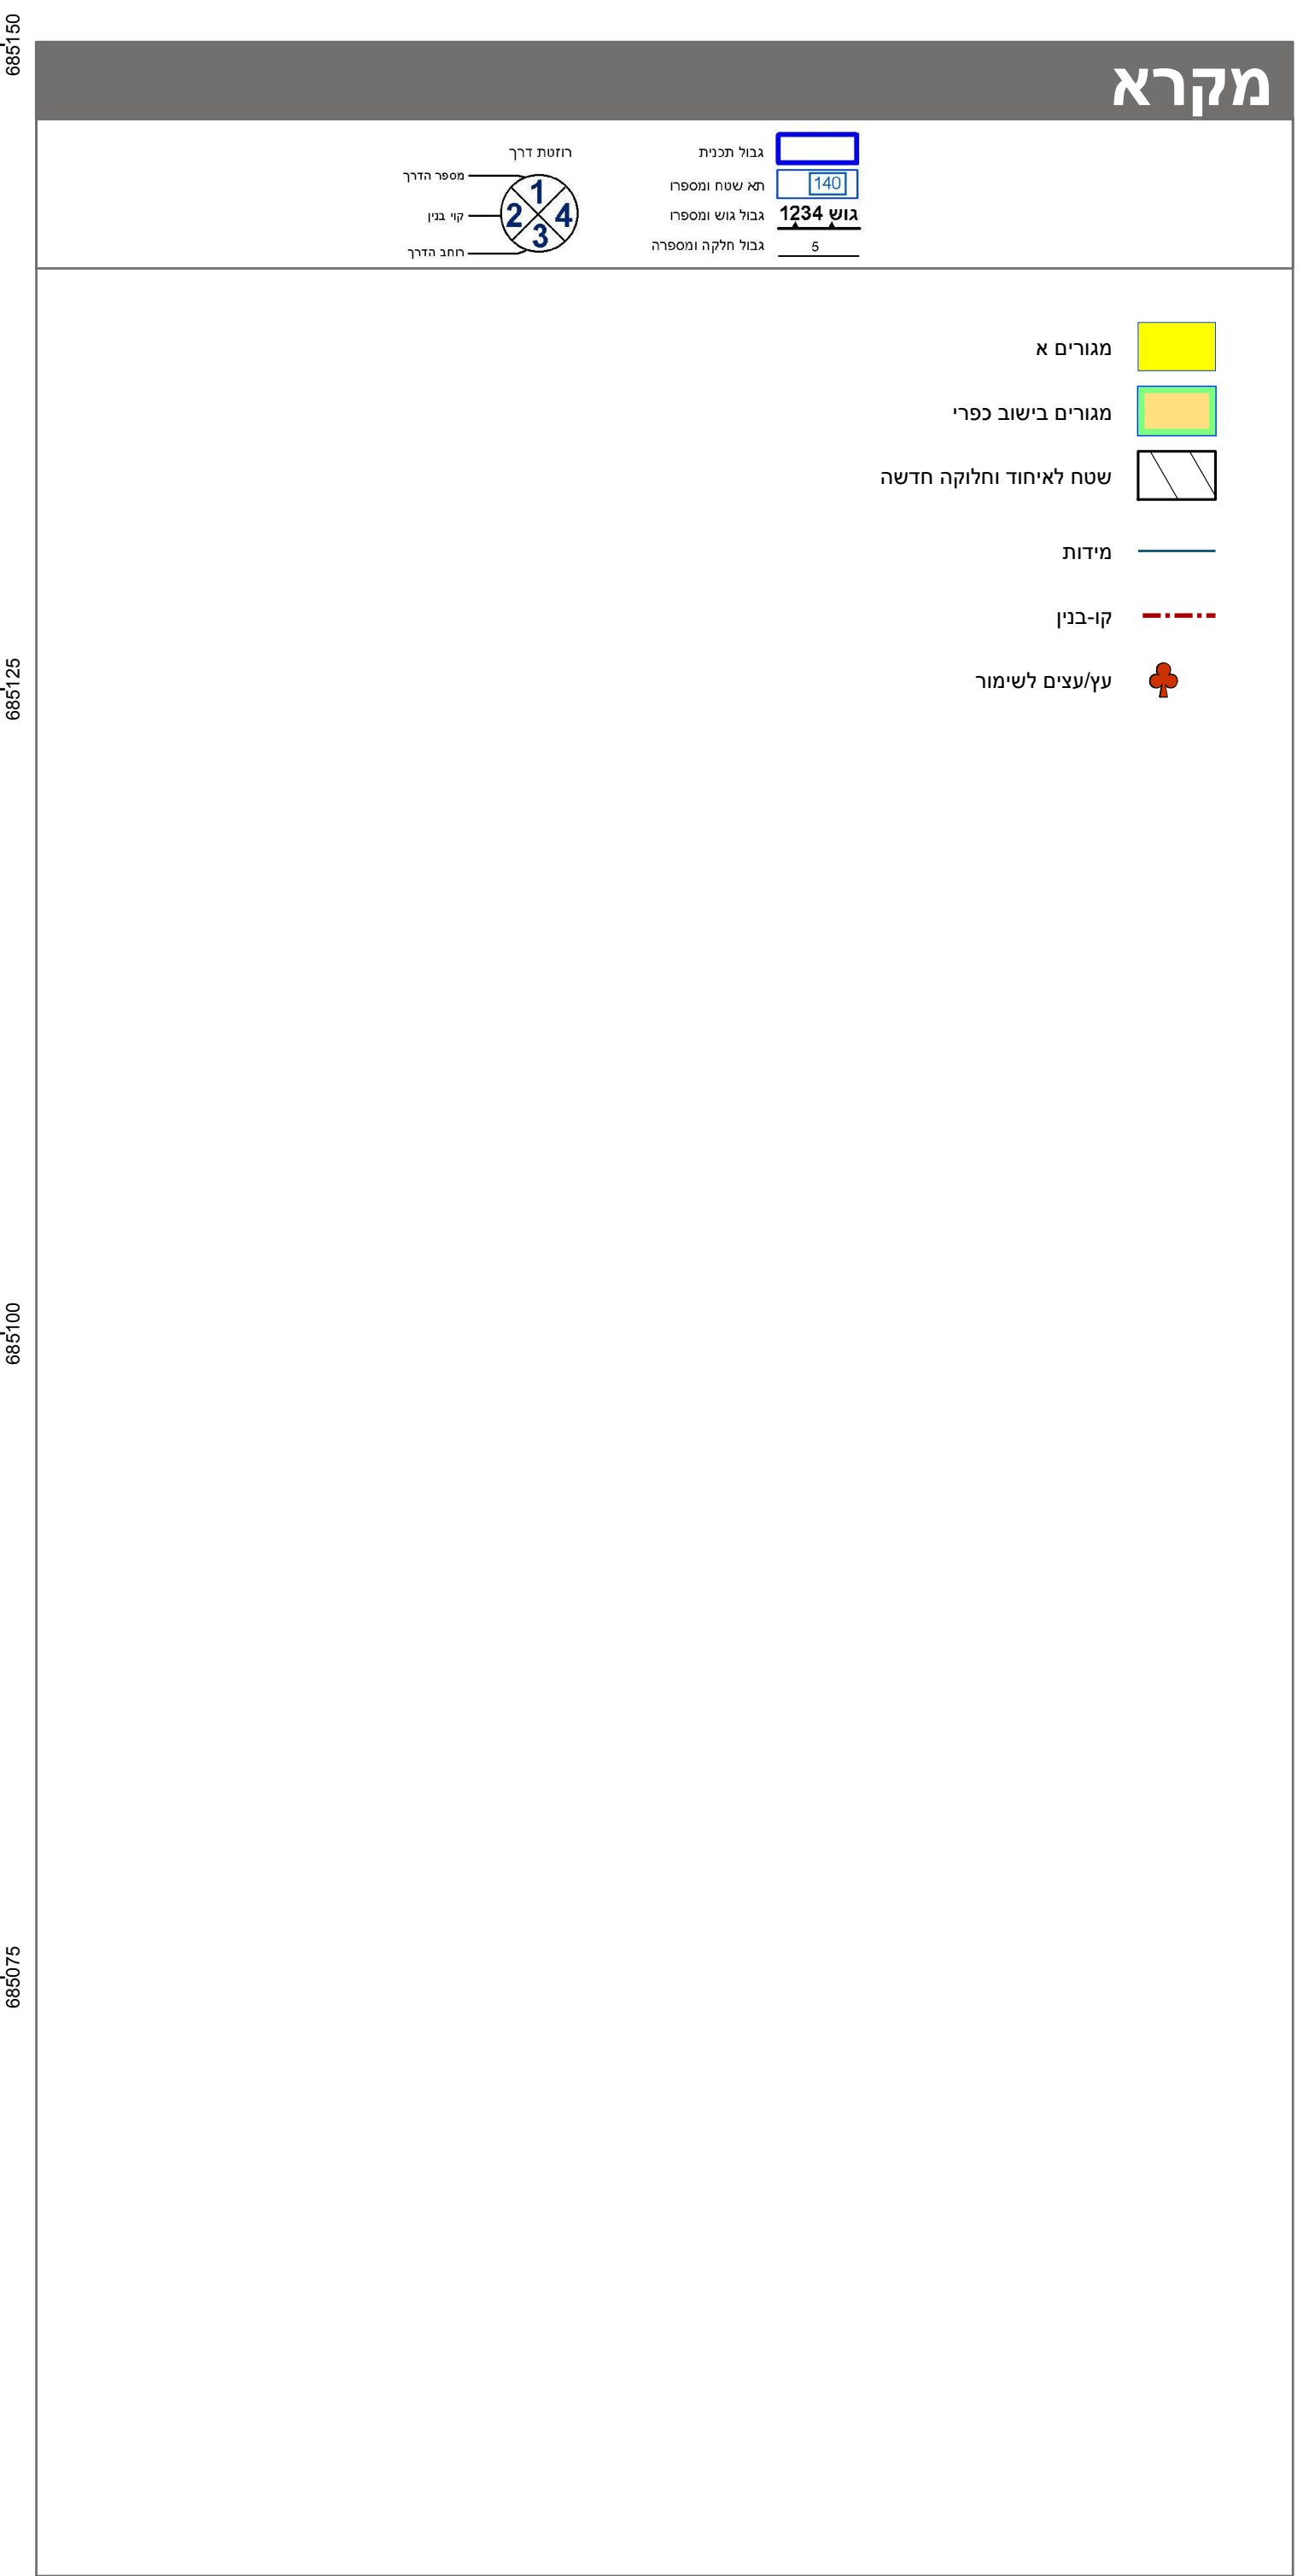 מקרא
גבול תכנית
140
תא שטח ומספרו
גוש 1234
גבול גוש ומספרו
5
גבול חלקה ומספרה
רוזטת דרך
מספר הדרך
קוי בנין
רוחב הדרך
1
2
4
3
מגורים א
מגורים בישוב כפרי
שטח לאיחוד וחלוקה חדשה
מידות
קו-בנין
עץ/עצים לשימור
685150
685125
685100
685075